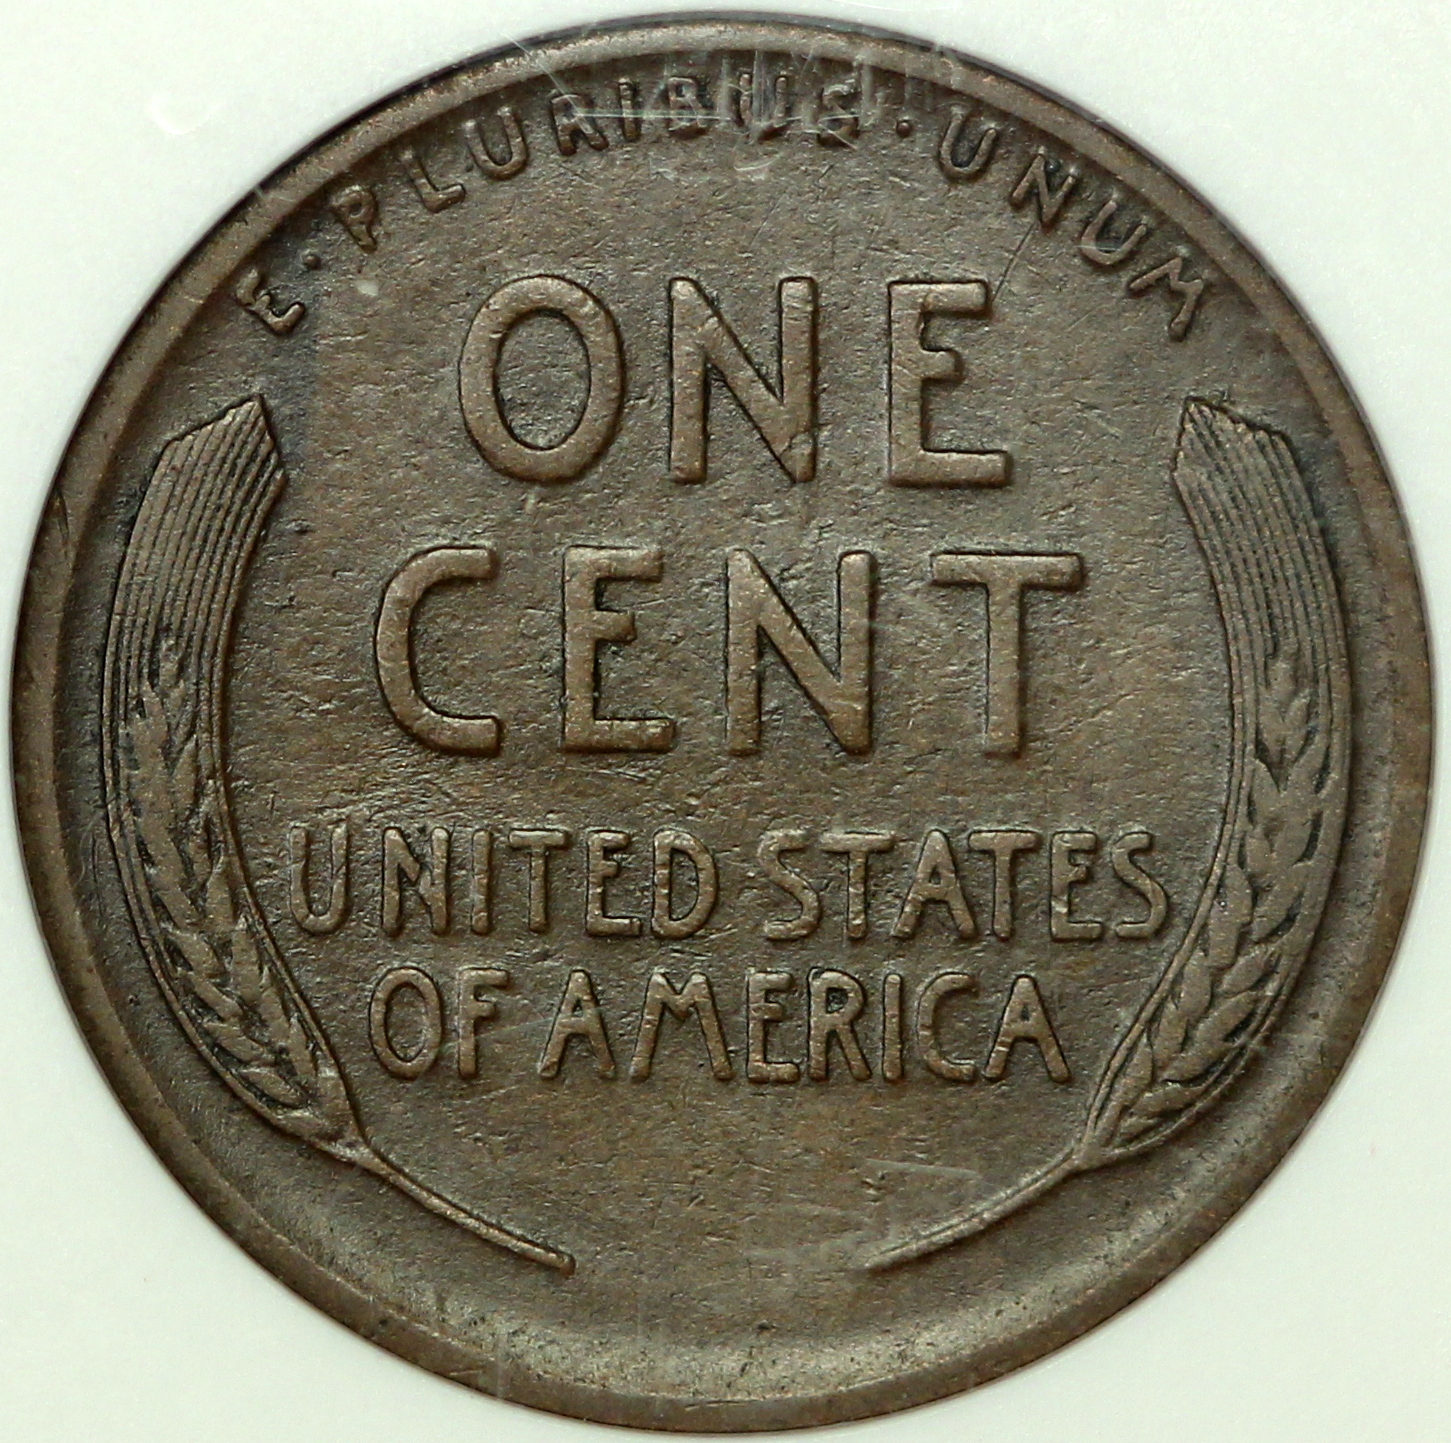 E · PLURIBUS · UNUM
ONE
CENT
UNITED STATES
OF AMERICA